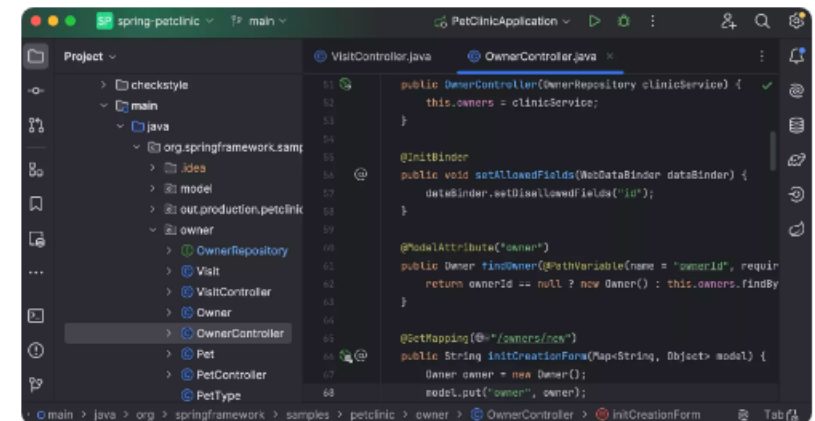 SP spring-petclinic main PetClinicApplication
Project
VisitController.java OwnerController.java
checkstyle
main
java
org.springframework.samp
.idea
model
out.production.petclinic
owner
OwnerRepository
Visit
VisitController
Owner
OwnerController
Pet
PetController
PetType
51 public OwnerController(OwnerRepository clinicService) {
52 this.owners = clinicService;
53 }
54
55 @InitBinder
56 public void setAllowedFields(WebDataBinder dataBinder) {
57 dataBinder.setDisallowedFields("id");
58 }
59
60 @ModelAttribute("owner")
61 public Owner findOwner(@PathVariable(name = "ownerId", requir
62 return ownerId == null ? new Owner() : this.owners.findBy
63 }
64
65 @GetMapping("/owners/new")
66 public String initCreationForm(Map<String, Object> model) {
67 Owner owner = new Owner();
68 model.put("owner", owner);
main > java > org > springframework > samples > petclinic > owner > OwnerController > initCreationForm Tab